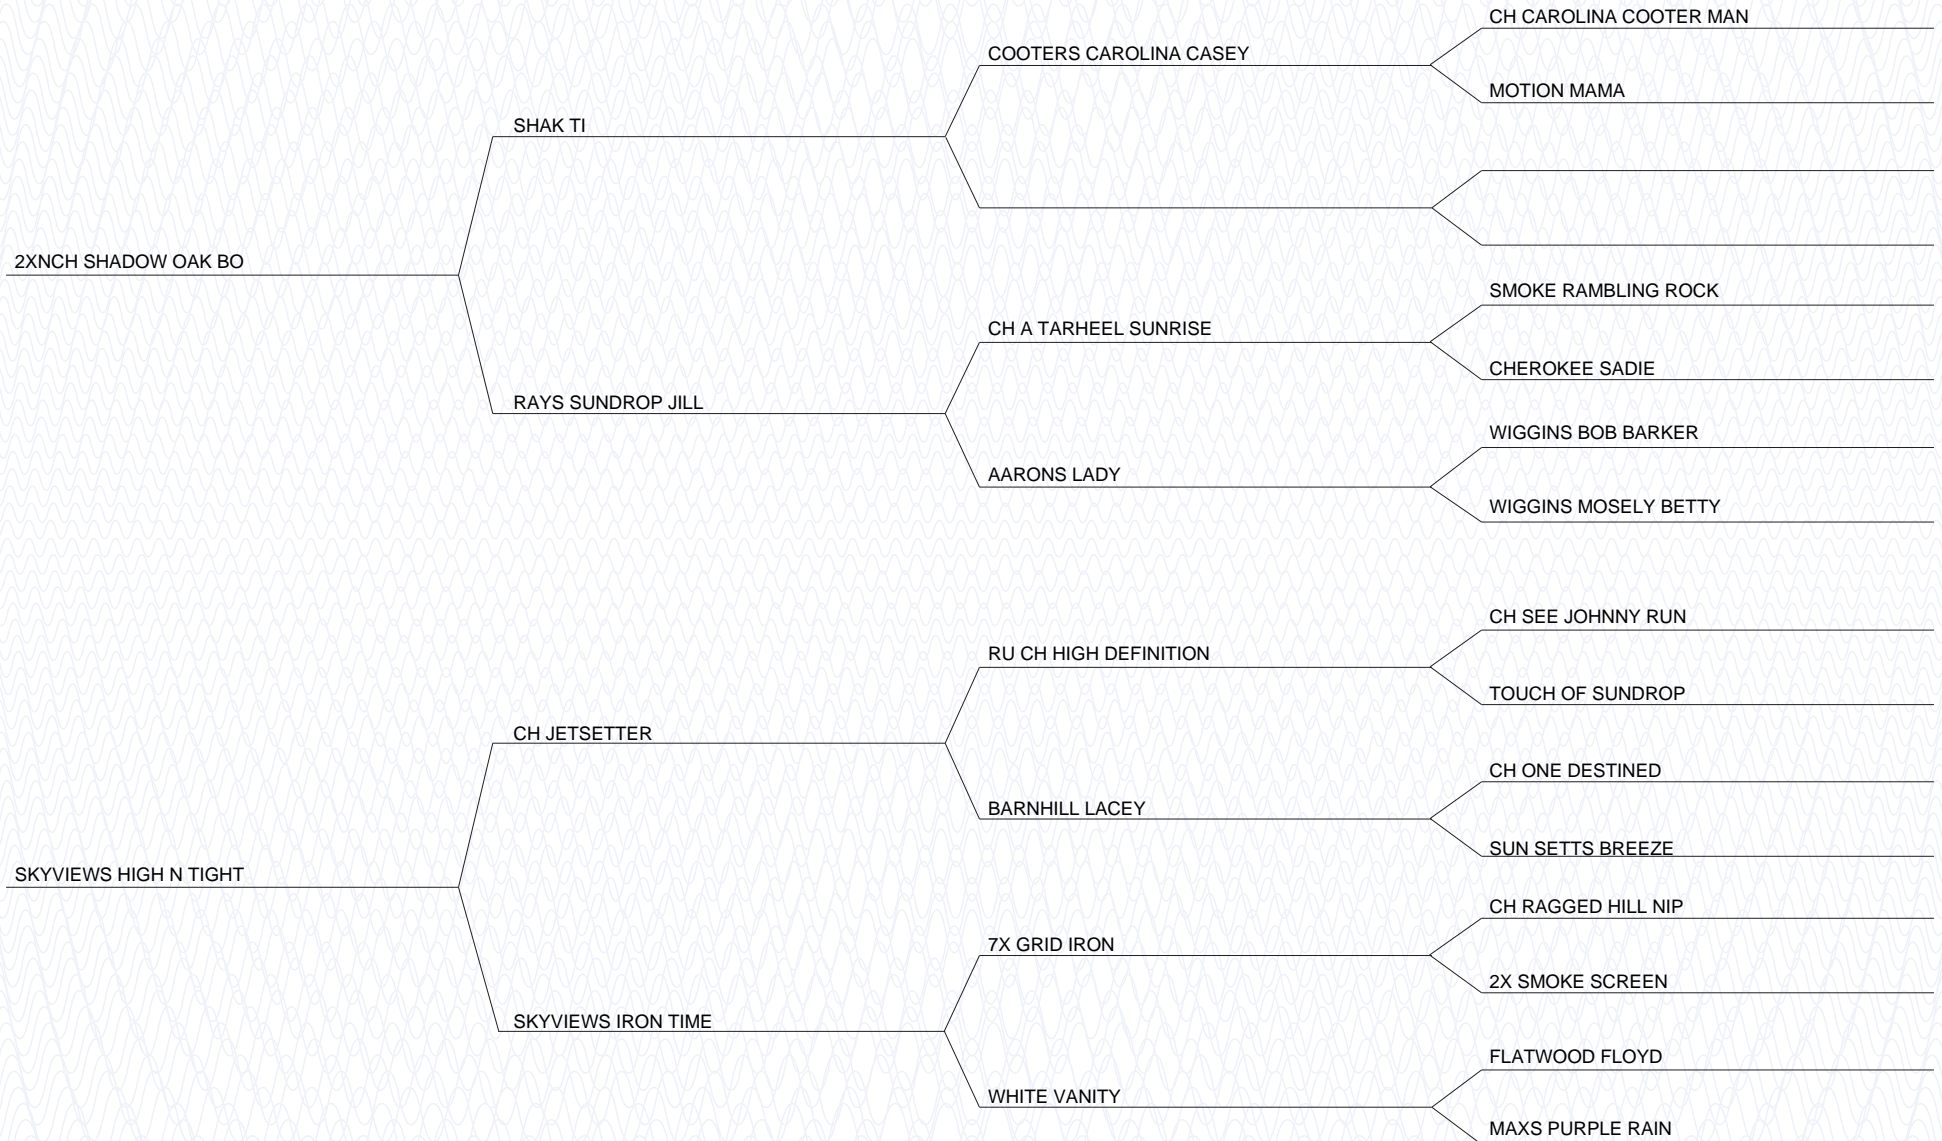 CH CAROLINA COOTER MAN
COOTERS CAROLINA CASEY
MOTION MAMA
SHAK TI
2XNCH SHADOW OAK BO
SMOKE RAMBLING ROCK
CH A TARHEEL SUNRISE
CHEROKEE SADIE
RAYS SUNDROP JILL
WIGGINS BOB BARKER
AARONS LADY
WIGGINS MOSELY BETTY
CH SEE JOHNNY RUN
RU CH HIGH DEFINITION
TOUCH OF SUNDROP
CH JETSETTER
CH ONE DESTINED
BARNHILL LACEY
SUN SETTS BREEZE
SKYVIEWS HIGH N TIGHT
CH RAGGED HILL NIP
7X GRID IRON
2X SMOKE SCREEN
SKYVIEWS IRON TIME
FLATWOOD FLOYD
WHITE VANITY
MAXS PURPLE RAIN